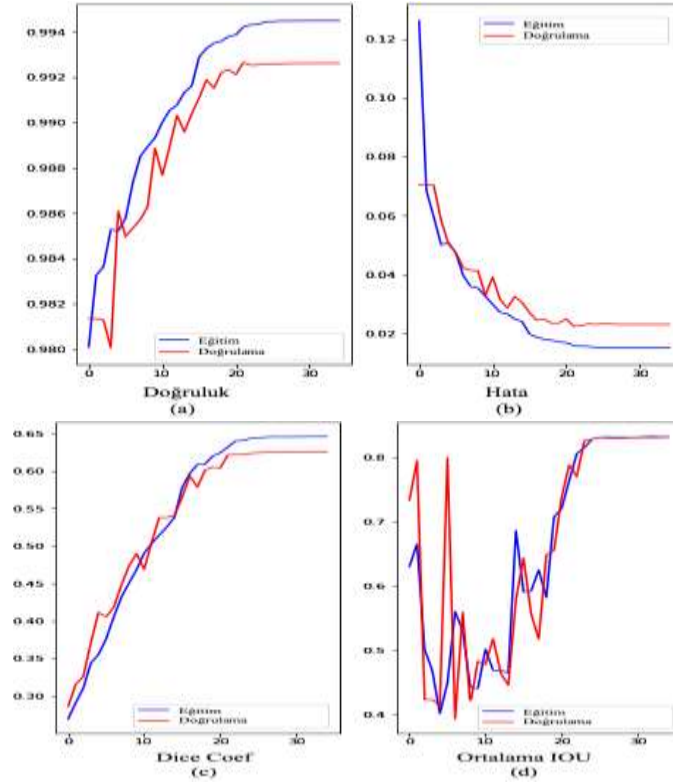 0.994
0.992
0.990
0.988
0.986
0.984
0.982
0.980
Eğitim
Doğrulama
0 10 20 30
Doğruluk
(a)
0.12
0.10
0.08
0.06
0.04
0.02
Eğitim
Doğrulama
0 10 20 30
Hata
(b)
0.65
0.60
0.55
0.50
0.45
0.40
0.35
0.30
Eğitim
Doğrulama
0 10 20 30
Dice Coef
(c)
0.8
0.7
0.6
0.5
0.4
Eğitim
Doğrulama
0 10 20 30
Ortalama IOU
(d)